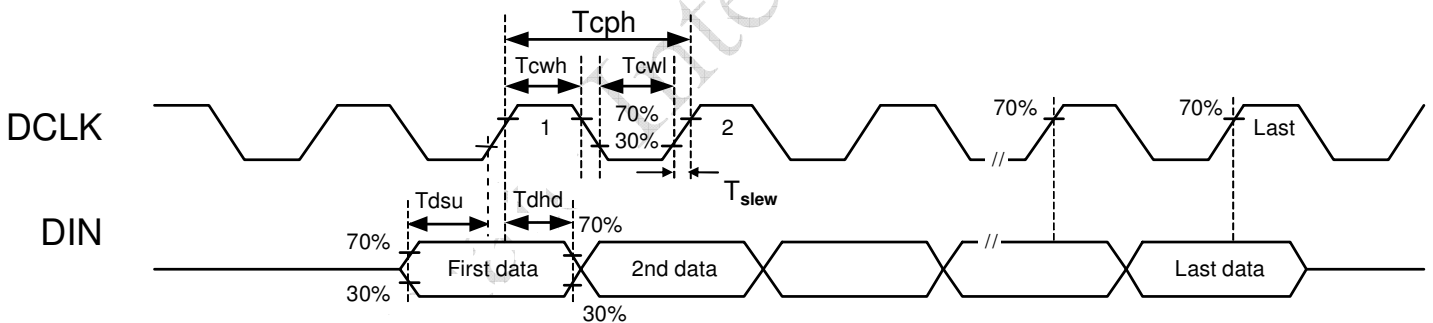 Tcph
Tcwh Tcwl
DCLK
1
70%
30%
2
70%
70%
Last
//
Tslew
Tdsu Tdhd
DIN
70%
30%
70%
30%
First data
2nd data
//
Last data